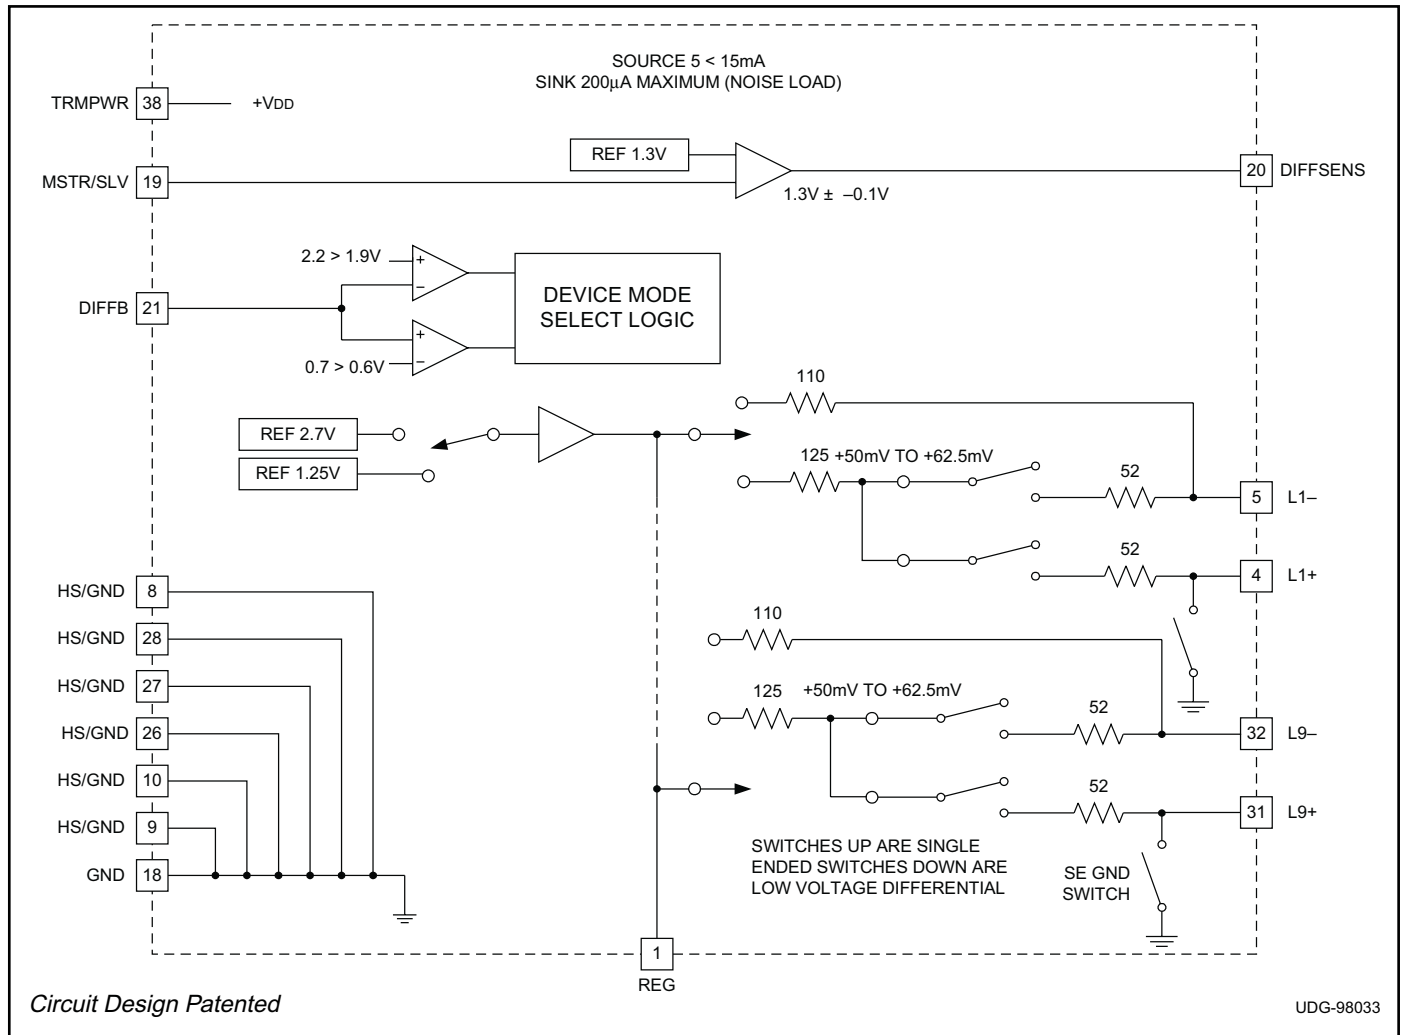 SOURCE 5 < 15mA
SINK 200μA MAXIMUM (NOISE LOAD)
TRMPWR 38 +VDD
REF 1.3V
MSTR/SLV 19
20 DIFFSENS
1.3V ± –0.1V
2.2 > 1.9V
+
–
DIFFB 21
DEVICE MODE
SELECT LOGIC
+
–
0.7 > 0.6V
110
REF 2.7V
REF 1.25V
125 +50mV TO +62.5mV
52
5 L1–
52
4 L1+
HS/GND 8
HS/GND 28
HS/GND 27
HS/GND 26
HS/GND 10
HS/GND 9
GND 18
110
125 +50mV TO +62.5mV
52
32 L9–
52
31 L9+
SWITCHES UP ARE SINGLE
ENDED SWITCHES DOWN ARE
LOW VOLTAGE DIFFERENTIAL
SE GND
SWITCH
1
REG
Circuit Design Patented
UDG-98033